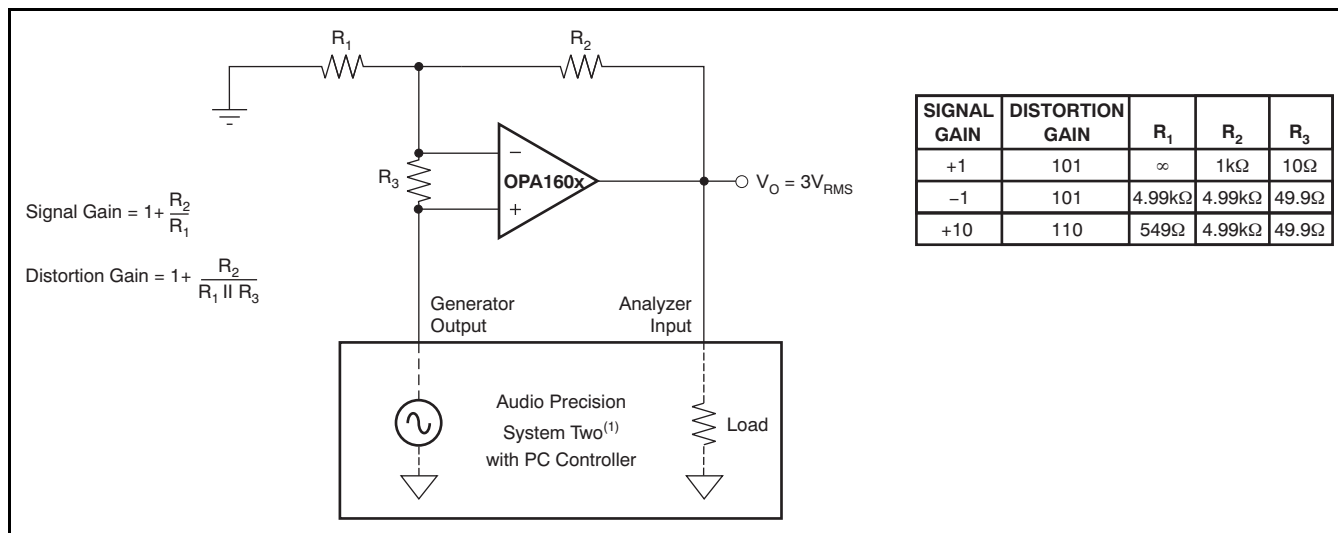 R1
R2
R3
−
+
OPA160x
VO = 3VRMS
Signal Gain = 1+ R2/R1
Distortion Gain = 1+ R2/(R1 II R3)
Generator
Output
Analyzer
Input
Audio Precision
System Two(1)
with PC Controller
Load
SIGNAL GAIN DISTORTION GAIN R1 R2 R3
+1 101 ∞ 1kΩ 10Ω
−1 101 4.99kΩ 4.99kΩ 49.9Ω
+10 110 549Ω 4.99kΩ 49.9Ω